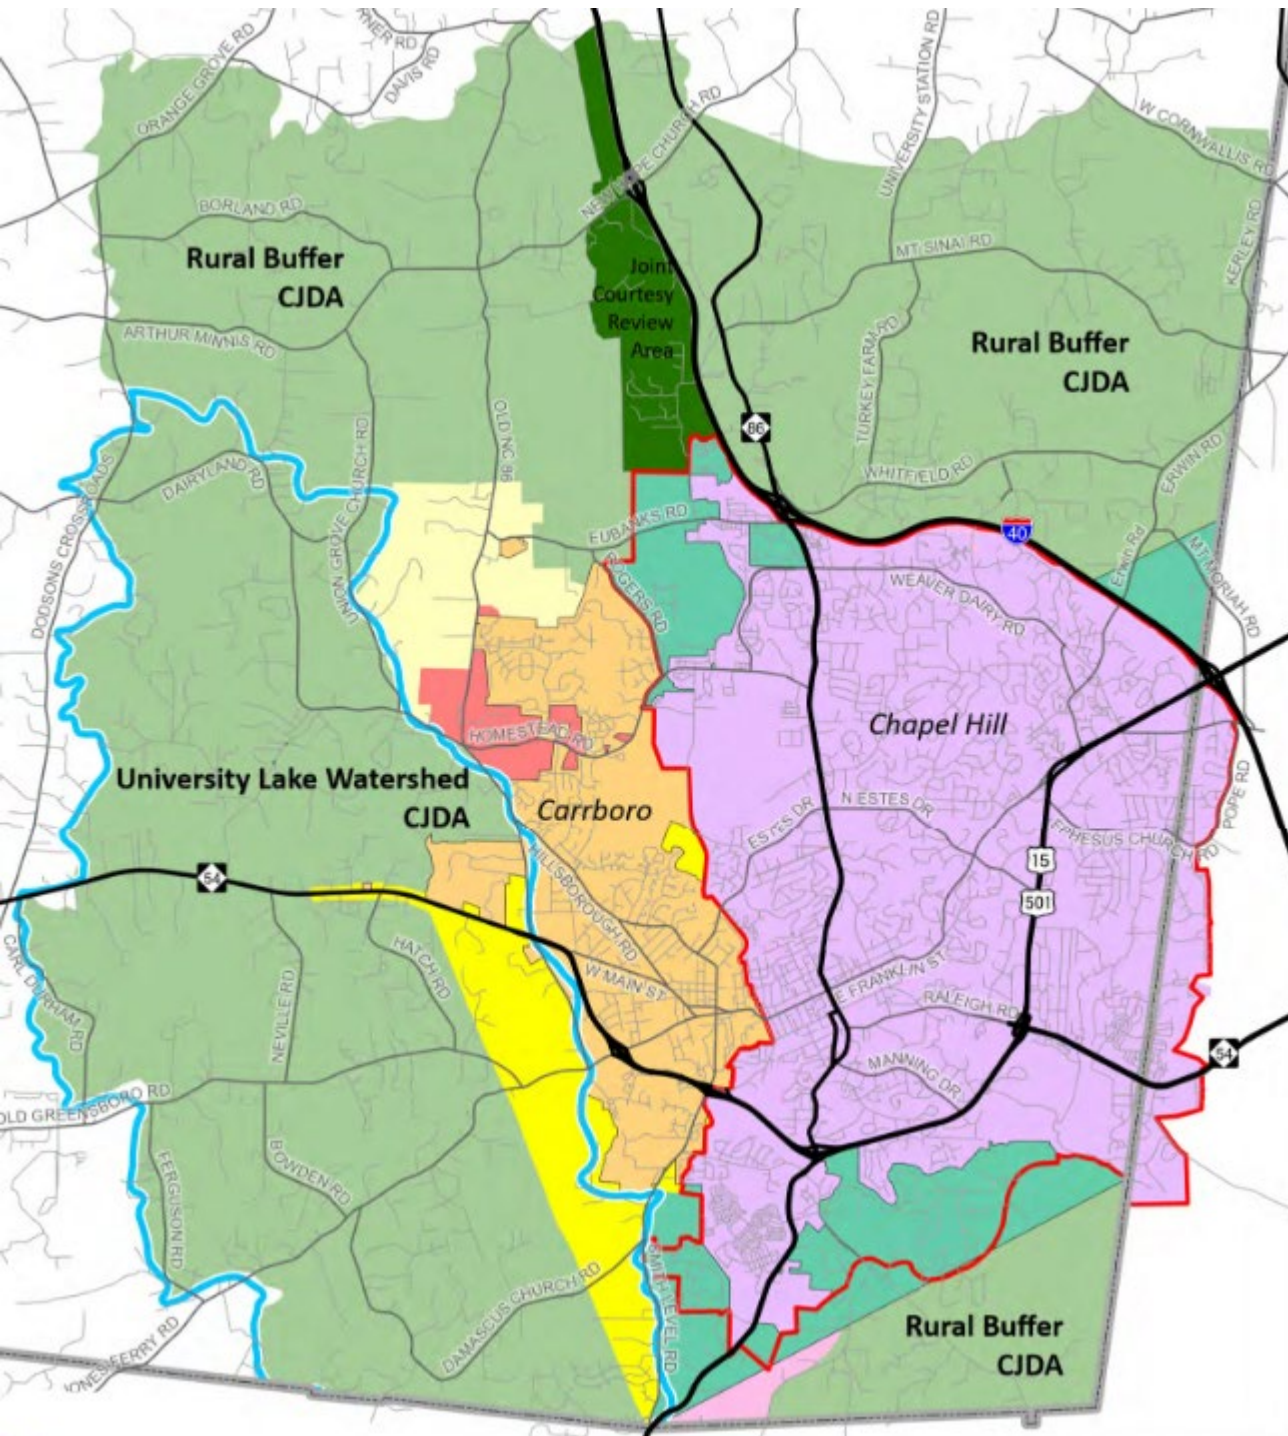 ORANGE GROVE RD
DAVIS RD
UNIVERSITY STATION RD
W CORNWALLIS RD
NEW HOPE CHURCH RD
BORLAND RD
KERLEY RD
MT SINAI RD
Rural Buffer
CJDA
Joint
Courtesy
Review
Area
ARTHUR MINNIS RD
Rural Buffer
CJDA
TURKEY FARM RD
OLD NC 86
86
DAIRYLAND RD
UNION GROVE CHURCH RD
WHITFIELD RD
ERWIN RD
DODSONS CROSSROADS
EUBANKS RD
40
Erwin Rd
MT MORIAH RD
ROGERS RD
WEAVER DAIRY RD
Chapel Hill
HOMESTEAD RD
University Lake Watershed
CJDA
Carrboro
POPE RD
N ESTES DR
ESTES DR
EPHESUS CHURCH RD
15
501
54
HILLSBOROUGH RD
CARL DURHAM RD
HATCH RD
W MAIN ST
E FRANKLIN ST
NEVILLE RD
RALEIGH RD
54
MANNING DR
OLD GREENSBORO RD
BOWDEN RD
FERGUSON RD
SMITH LEVEL RD
DAMASCUS CHURCH RD
JONES FERRY RD
Rural Buffer
CJDA